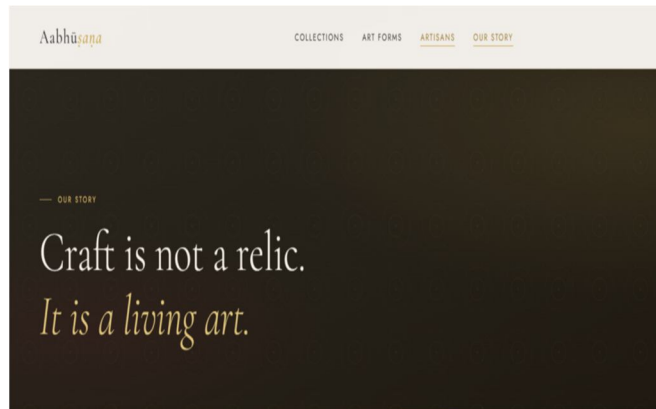 Aabhūṣaṇa
COLLECTIONS ART FORMS ARTISANS OUR STORY
OUR STORY
Craft is not a relic.
It is a living art.